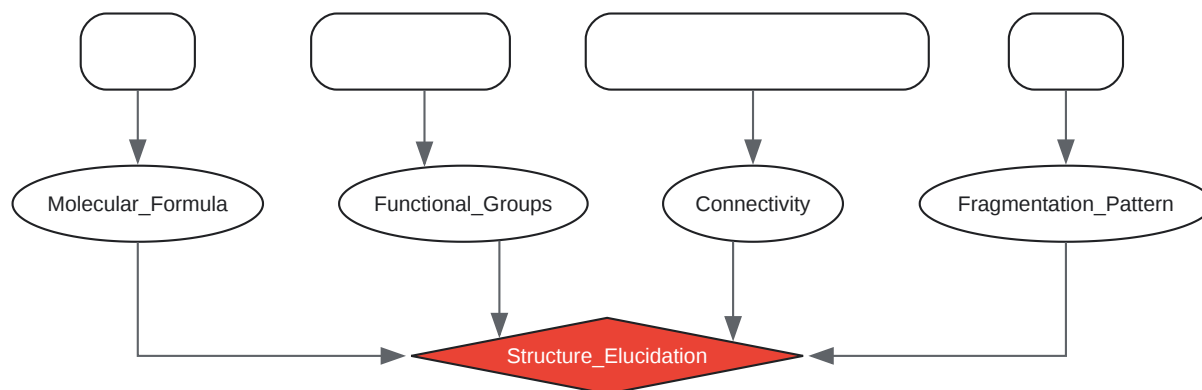 Molecular_Formula
Functional_Groups
Connectivity
Fragmentation_Pattern
Structure_Elucidation